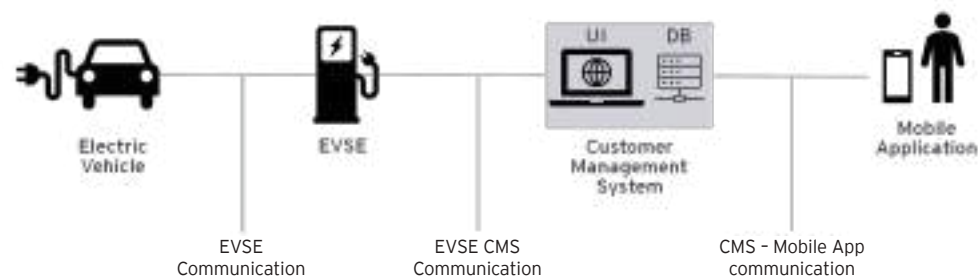 UI
DB
Electric
Vehicle
EVSE
Customer
Management
System
Mobile
Application
EVSE
Communication
EVSE CMS
Communication
CMS - Mobile App
communication